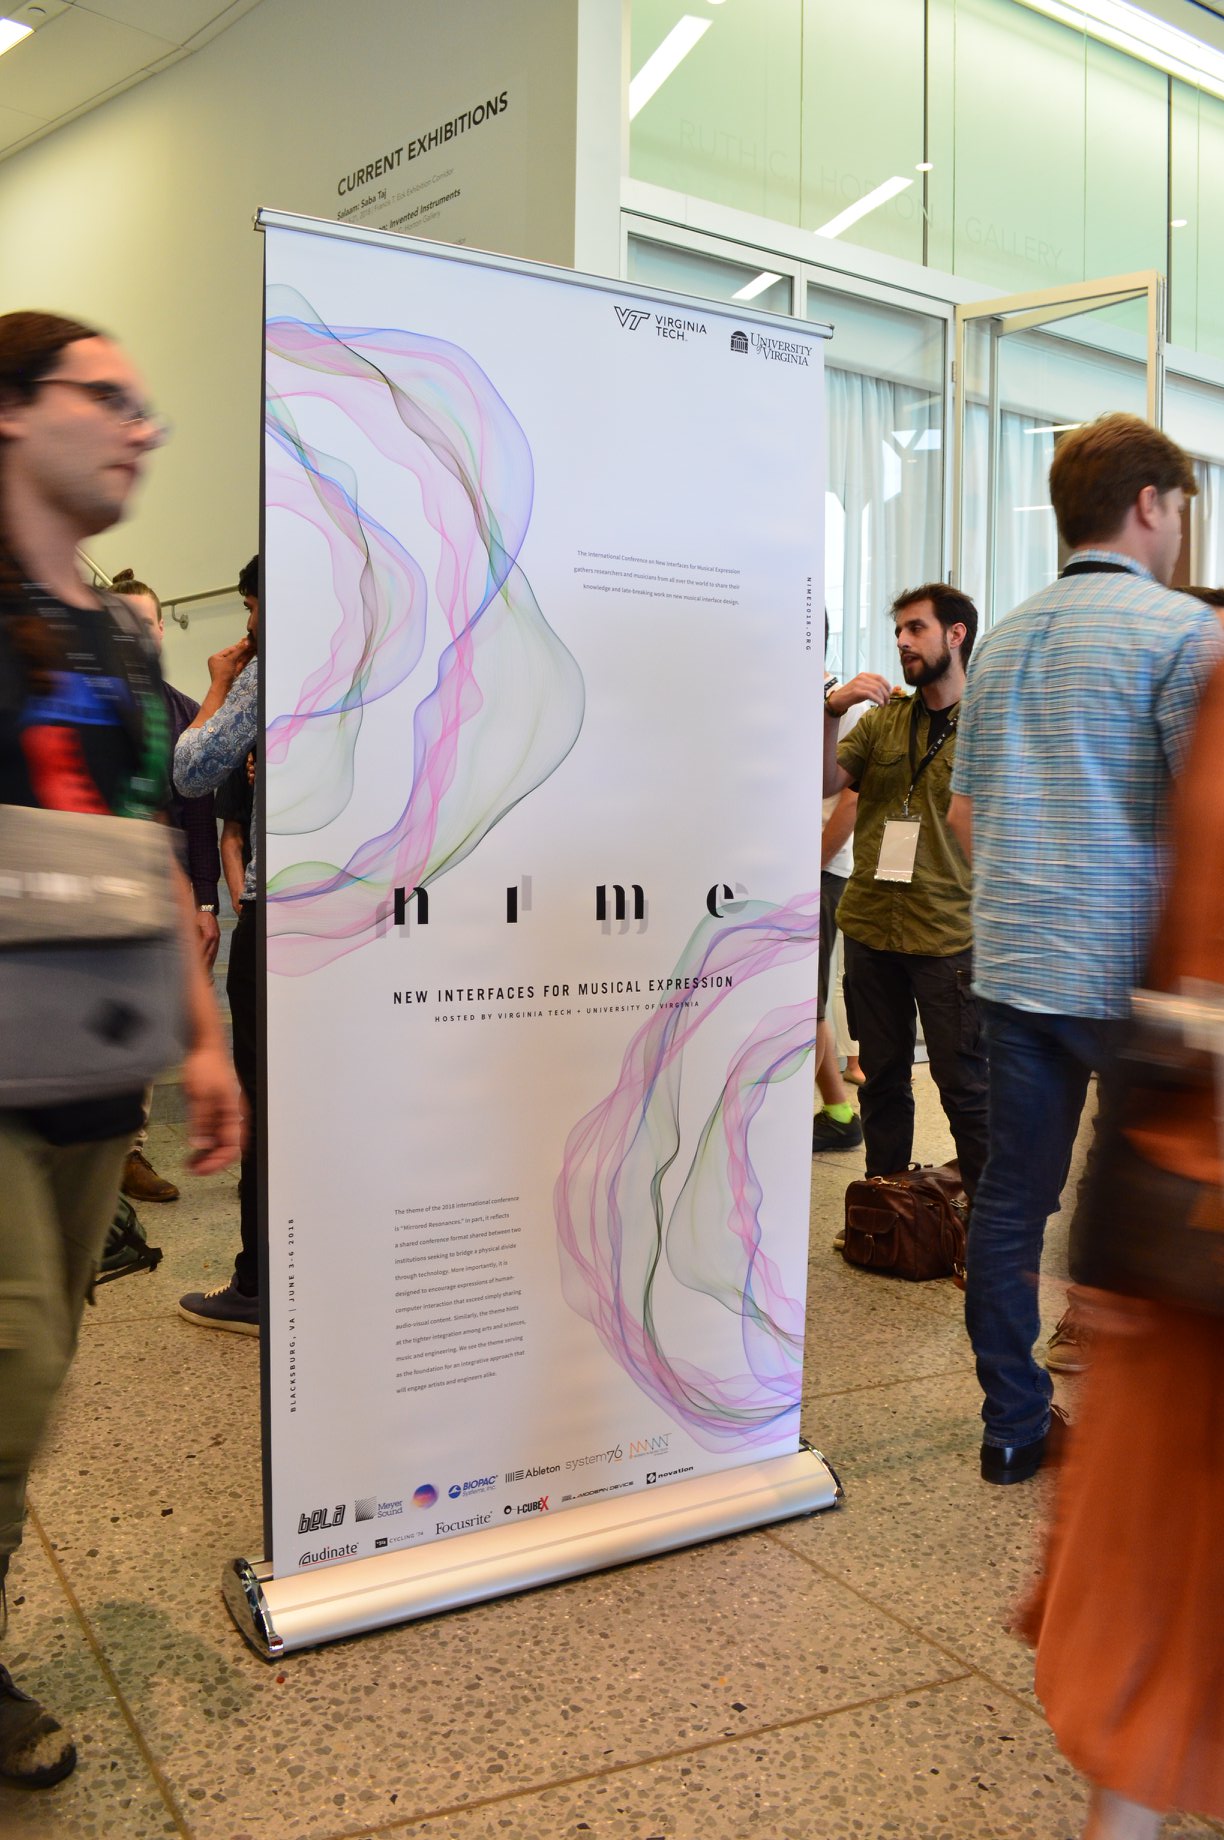 CURRENT EXHIBITIONS
Salaam: Saba Taj
Invented Instruments
RUTH C. HORTON GALLERY
VT VIRGINIA TECH
UNIVERSITY of VIRGINIA
The International Conference on New Interfaces for Musical Expression
gathers researchers and musicians from all over the world to share their
knowledge and late-breaking work on new musical interface design.
NIME2018.ORG
nime
NEW INTERFACES FOR MUSICAL EXPRESSION
HOSTED BY VIRGINIA TECH + UNIVERSITY OF VIRGINIA
The theme of the 2018 international conference
is “Mirrored Resonances.” In part, it reflects
a shared conference format shared between two
institutions seeking to bridge a physical divide
through technology. More importantly, it is
designed to encourage expressions of human-
computer interaction that exceed simply sharing
audio-visual content. Similarly, the theme hints
at the tighter integration among arts and sciences,
music and engineering. We see the theme serving
as the foundation for an integrative approach that
will engage artists and engineers alike.
BLACKSBURG, VA | JUNE 3-6 2018
bela
Meyer Sound
BIOPAC Systems, Inc.
Ableton
system76
audinate
CYCLING '74
Focusrite
I-CUBEX
MODERN DEVICE
novation